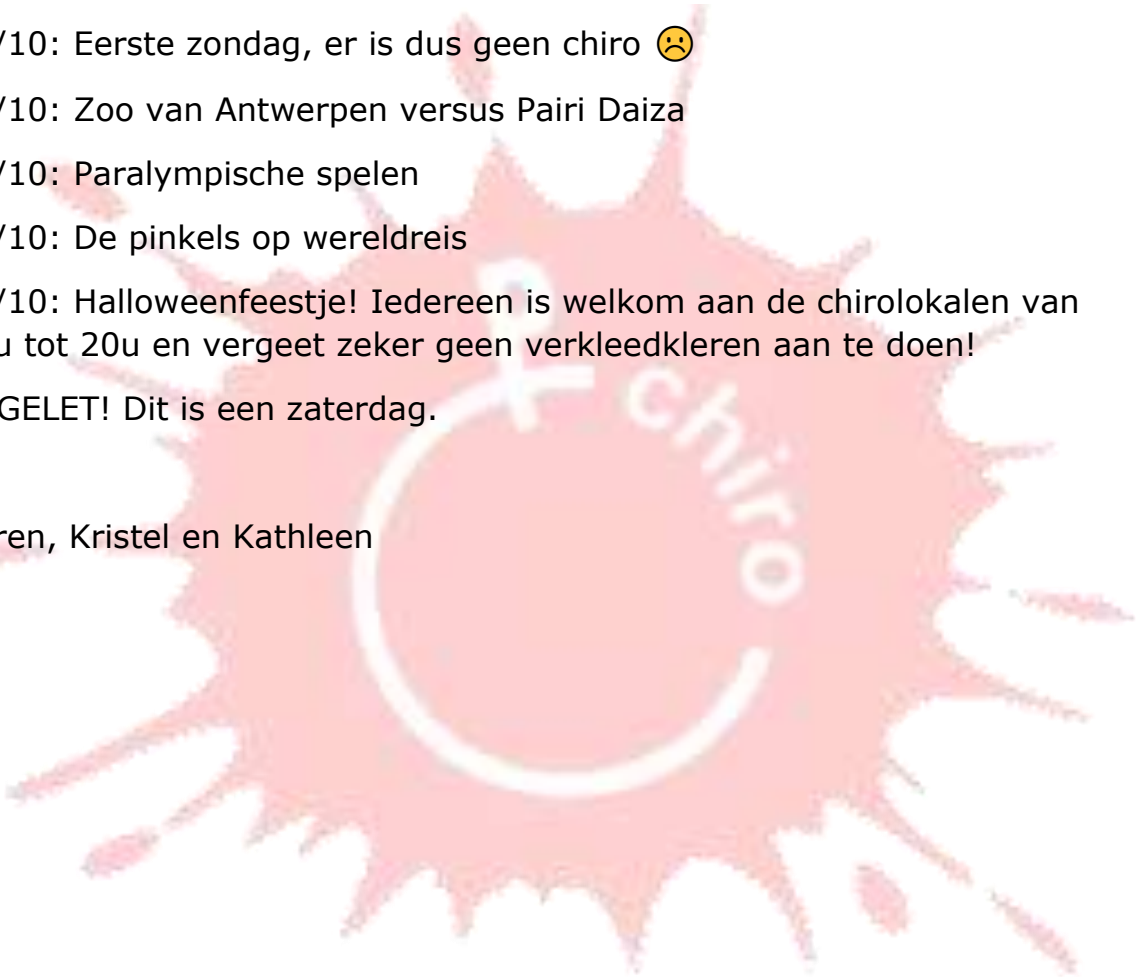 /10: Eerste zondag, er is dus geen chiro ☹
/10: Zoo van Antwerpen versus Pairi Daiza
/10: Paralympische spelen
/10: De pinkels op wereldreis
/10: Halloweenfeestje! Iedereen is welkom aan de chirolokalen van
u tot 20u en vergeet zeker geen verkleedkleren aan te doen!
GELET! Dit is een zaterdag.
ren, Kristel en Kathleen
chiro